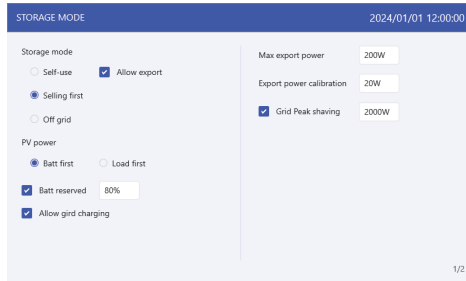 STORAGE MODE
2024/01/01 12:00:00
Storage mode
Self-use
Allow export
Selling first
Off grid
PV power
Batt first
Load first
Batt reserved
80%
Allow gird charging
Max export power
200W
Export power calibration
20W
Grid Peak shaving
2000W
1/2